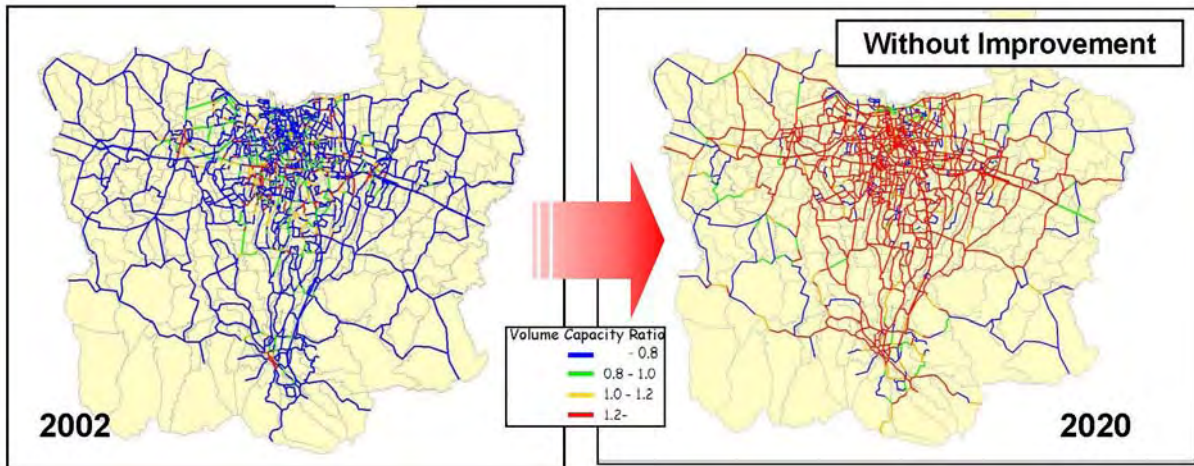 Without Improvement
Volume Capacity Ratio
- 0.8
0.8 - 1.0
1.0 - 1.2
1.2-
2002
2020